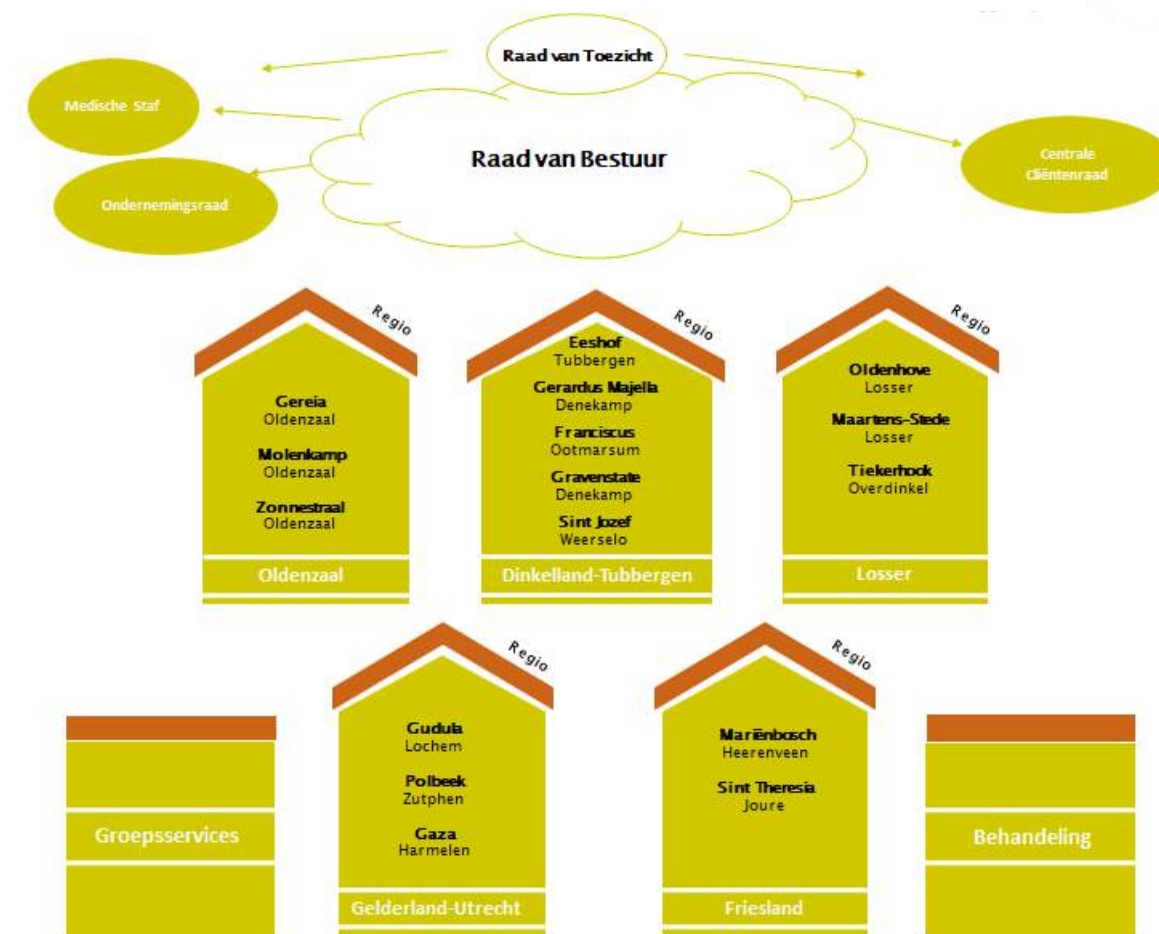 Raad van Toezicht
Medische Staf
Raad van Bestuur
Centrale
Cliëntenraad
Ondernemingsraad
Regio
Gereia
Oldenzaal
Molenkamp
Oldenzaal
Zonnestraal
Oldenzaal
Oldenzaal
Regio
Eeshof
Tubbergen
Gerardus Majella
Denekamp
Franciscus
Ootmarsum
Gravenstate
Denekamp
Sint Jozef
Weerselo
Dinkelland-Tubbergen
Regio
Oldenhove
Losser
Maartens-Stede
Losser
Tiekerhook
Overdinkel
Losser
Groepsservices
Regio
Gudula
Lochem
Polbeek
Zutphen
Gaza
Harmelen
Gelderland-Utrecht
Regio
Mariënbosch
Heerenveen
Sint Theresia
Joure
Friesland
Behandeling